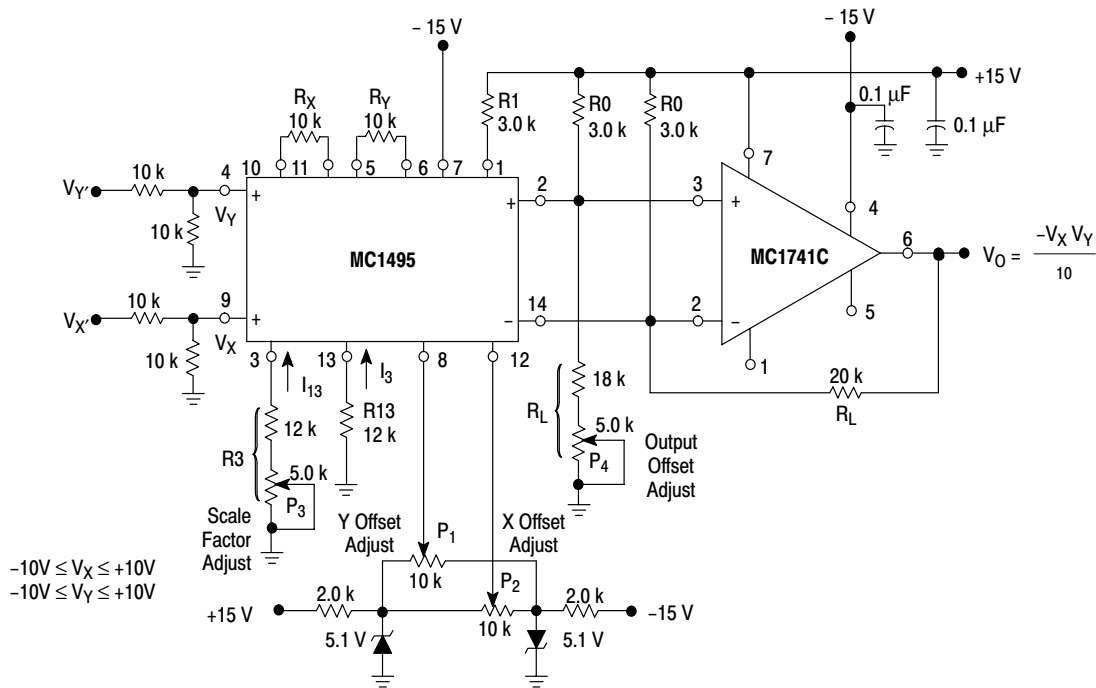 – 15 V
– 15 V
+15 V
R_X
10 k
R_Y
10 k
R1
3.0 k
R0
3.0 k
R0
3.0 k
0.1 μF
0.1 μF
10
11
5
6
7
1
7
V_Y'
10 k
4
+
V_Y
10 k
MC1495
+
2
3
+
4
MC1741C
6
V_O = –V_X V_Y / 10
5
V_X'
10 k
9
+
V_X
10 k
–
14
2
–
1
3
I_13
13
I_3
8
12
R3
12 k
5.0 k
P_3
R13
12 k
18 k
R_L
5.0 k
P_4
Output
Offset
Adjust
20 k
R_L
Scale
Factor
Adjust
Y Offset
Adjust
P_1
X Offset
Adjust
10 k
P_2
–10V ≤ V_X ≤ +10V
–10V ≤ V_Y ≤ +10V
+15 V
2.0 k
10 k
2.0 k
–15 V
5.1 V
5.1 V